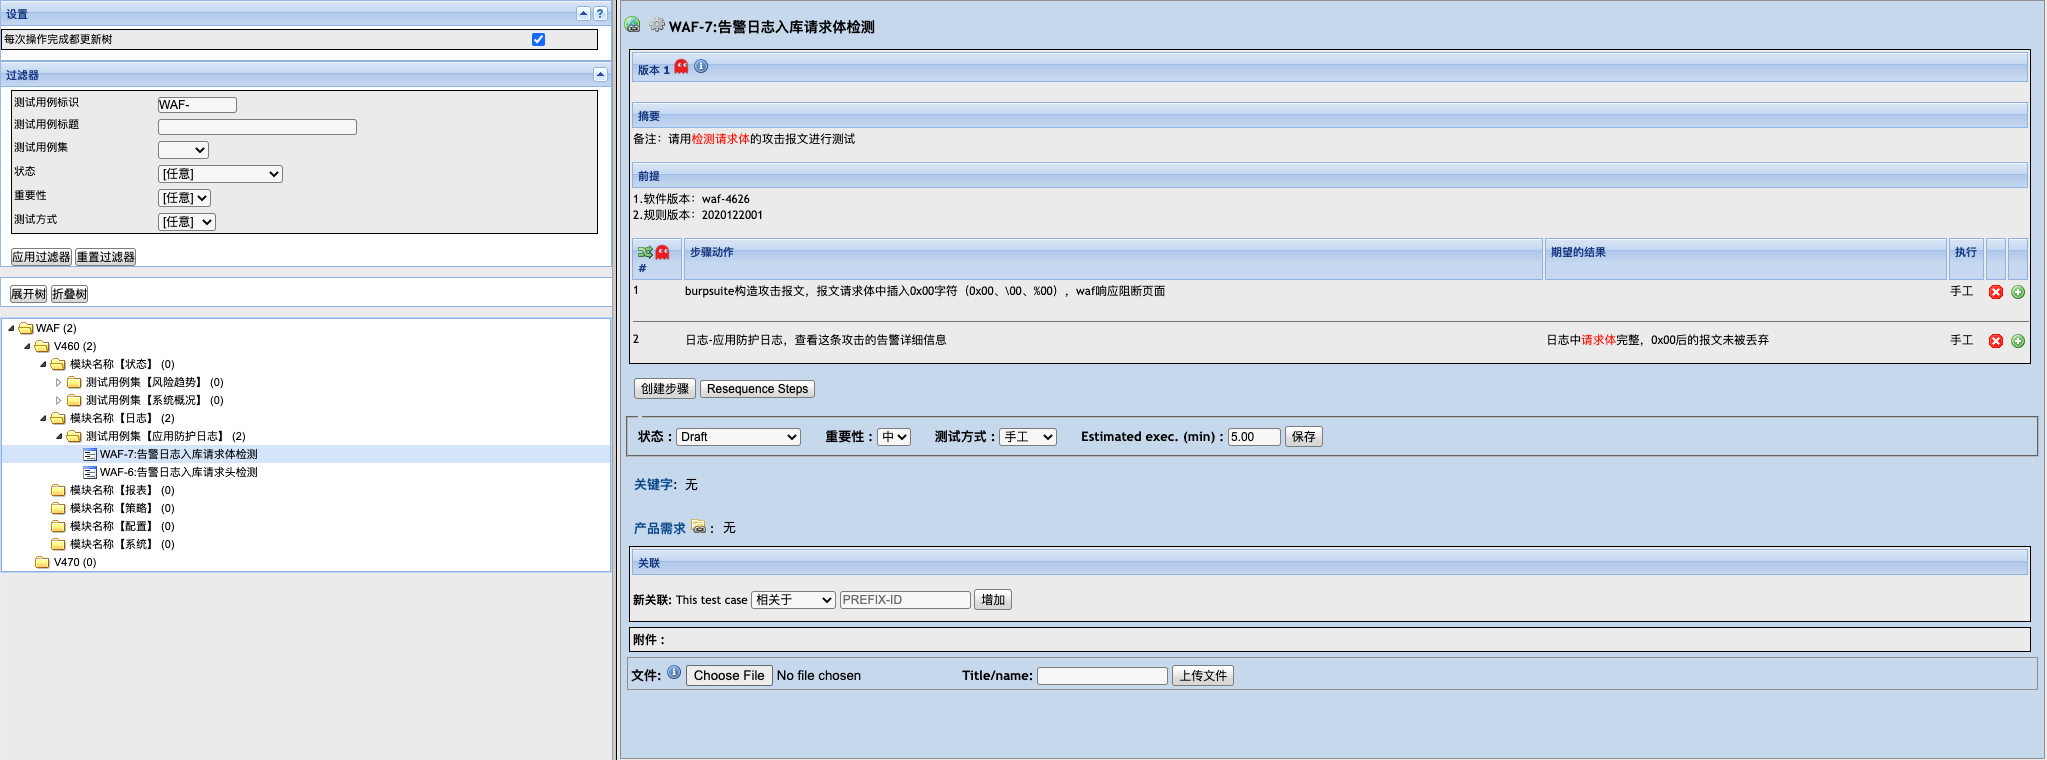 设置
每次操作完成都更新树
过滤器
测试用例标识 WAF-
测试用例标题
测试用例集
状态 [任意]
重要性 [任意]
测试方式 [任意]
应用过滤器 重置过滤器
展开树 折叠树
WAF (2)
V460 (2)
模块名称【状态】 (0)
测试用例集【风险趋势】 (0)
测试用例集【系统概况】 (0)
模块名称【日志】 (2)
测试用例集【应用防护日志】 (2)
WAF-7:告警日志入库请求体检测
WAF-6:告警日志入库请求头检测
模块名称【报表】 (0)
模块名称【策略】 (0)
模块名称【配置】 (0)
模块名称【系统】 (0)
V470 (0)
WAF-7:告警日志入库请求体检测
版本 1
摘要
备注：请用检测请求体的攻击报文进行测试
前提
1.软件版本：waf-4626
2.规则版本：2020122001
# 步骤动作 期望的结果 执行
1 burpsuite构造攻击报文，报文请求体中插入0x00字符（0x00、\00、%00），waf响应阻断页面 手工
2 日志-应用防护日志，查看这条攻击的告警详细信息 日志中请求体完整，0x00后的报文未被丢弃 手工
创建步骤 Resequence Steps
状态 : Draft 重要性 : 中 测试方式 : 手工 Estimated exec. (min) : 5.00 保存
关键字: 无
产品需求 : 无
关联
新关联: This test case 相关于 PREFIX-ID 增加
附件 :
文件: Choose File No file chosen Title/name: 上传文件